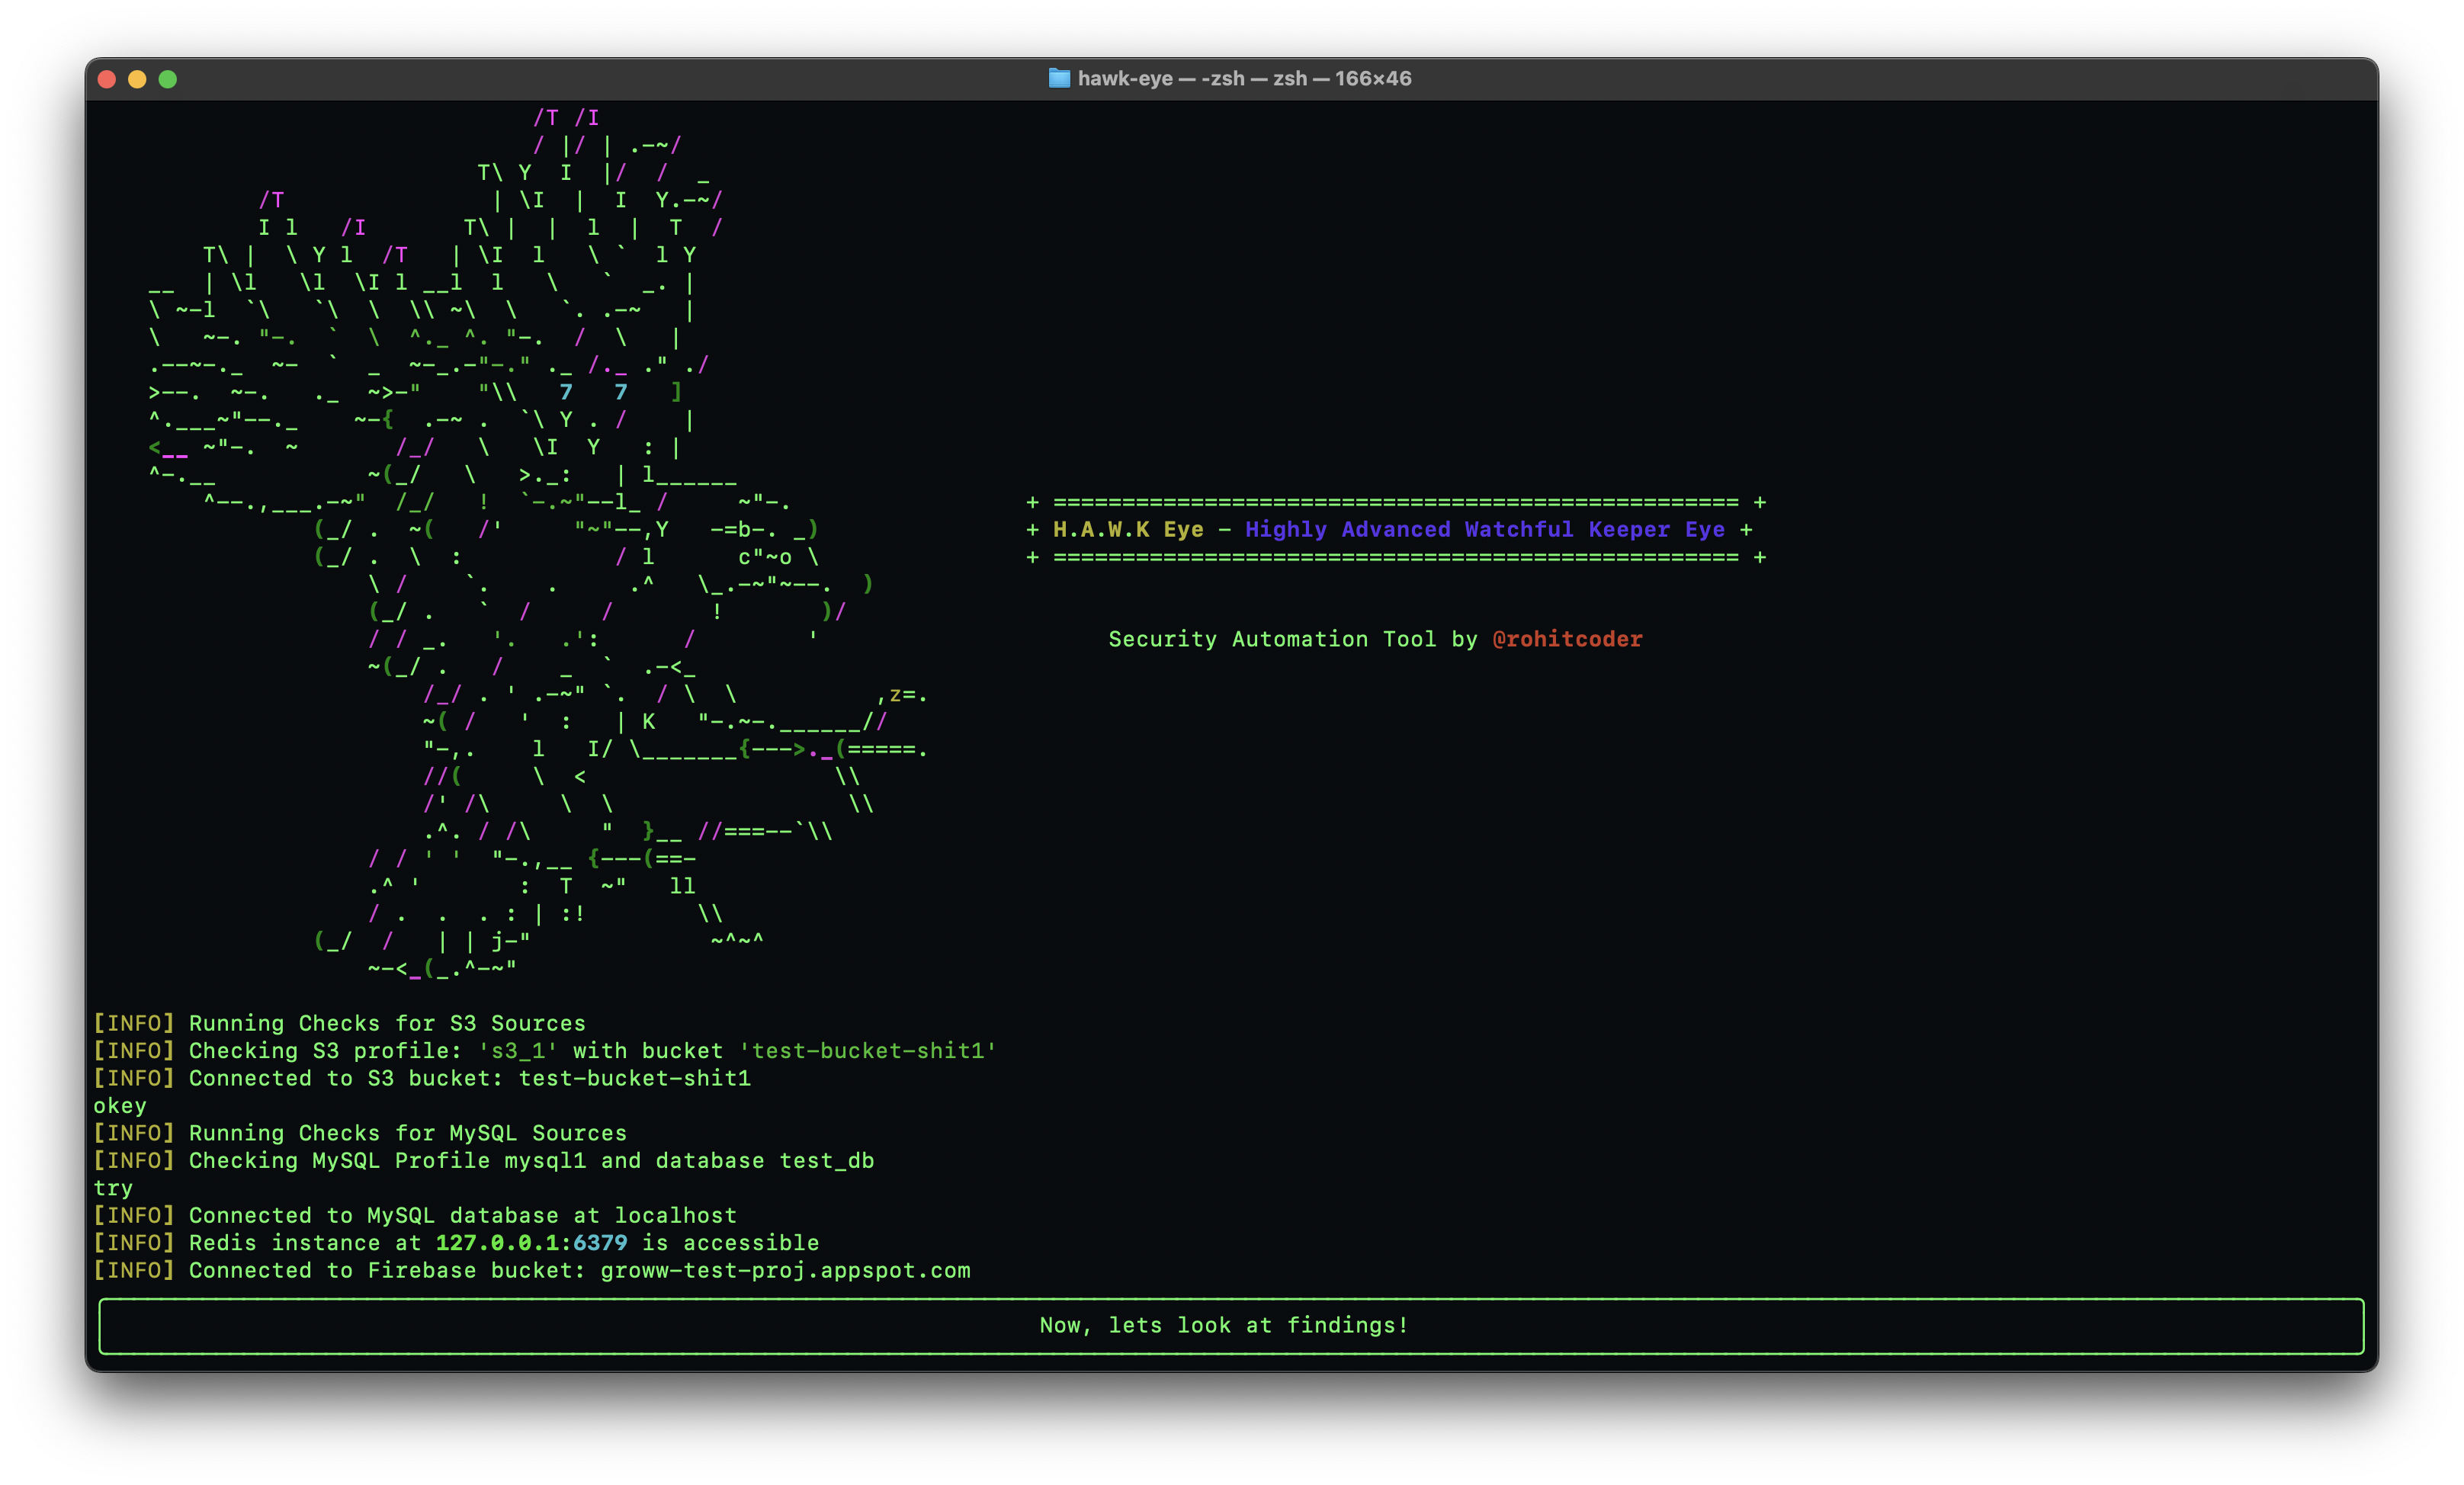 hawk-eye — -zsh — zsh — 166×46
+ ================================================== +
+ H.A.W.K Eye - Highly Advanced Watchful Keeper Eye +
+ ================================================== +
Security Automation Tool by @rohitcoder
[INFO] Running Checks for S3 Sources
[INFO] Checking S3 profile: 's3_1' with bucket 'test-bucket-shit1'
[INFO] Connected to S3 bucket: test-bucket-shit1
okey
[INFO] Running Checks for MySQL Sources
[INFO] Checking MySQL Profile mysql1 and database test_db
try
[INFO] Connected to MySQL database at localhost
[INFO] Redis instance at 127.0.0.1:6379 is accessible
[INFO] Connected to Firebase bucket: groww-test-proj.appspot.com
Now, lets look at findings!